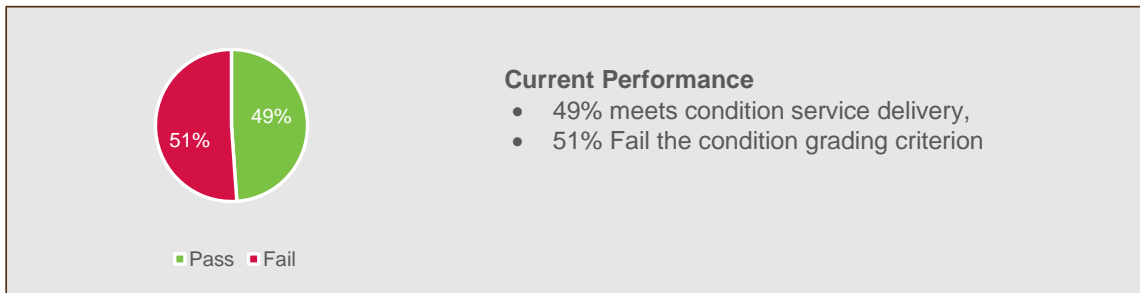 49%
51%
Pass Fail
Current Performance
• 49% meets condition service delivery,
• 51% Fail the condition grading criterion